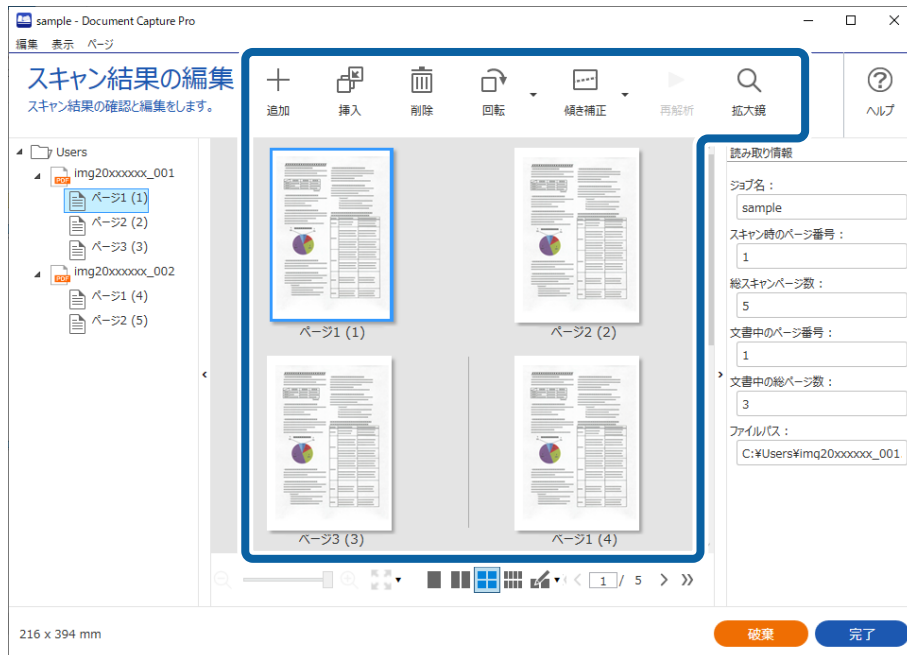 sample - Document Capture Pro
編集 表示 ページ
スキャン結果の編集
スキャン結果の確認と編集をします。
追加 挿入 削除 回転 傾き補正 再解析 拡大鏡 ヘルプ
Users
img20xxxxxx_001
PDF
ページ1 (1)
ページ2 (2)
ページ3 (3)
img20xxxxxx_002
PDF
ページ1 (4)
ページ2 (5)
ページ1 (1) ページ2 (2)
ページ3 (3) ページ1 (4)
読み取り情報
ジョブ名：
sample
スキャン時のページ番号：
1
総スキャンページ数：
5
文書中のページ番号：
1
文書中の総ページ数：
3
ファイルパス：
C:¥Users¥img20xxxxxx_001
1 / 5
216 x 394 mm
破棄 完了